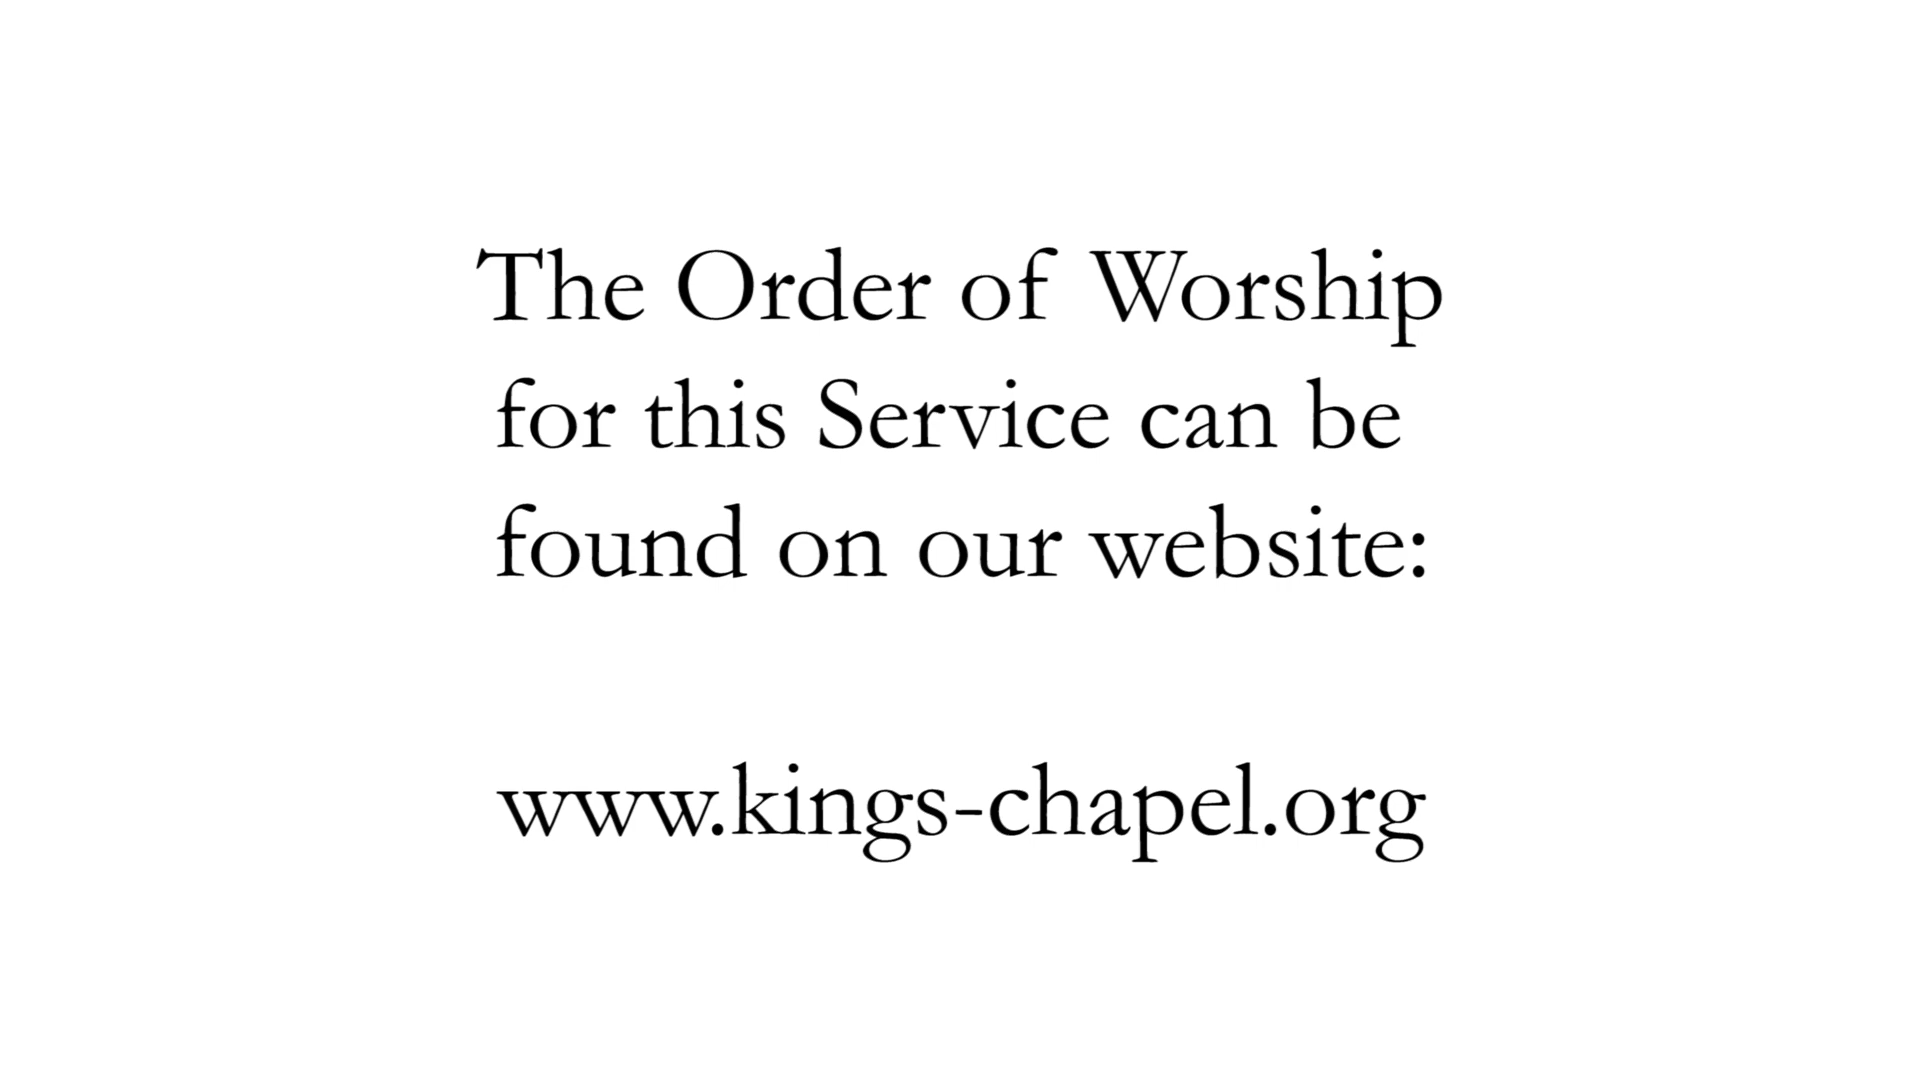 The Order of Worship
for this Service can be
found on our website:
www.kings-chapel.org